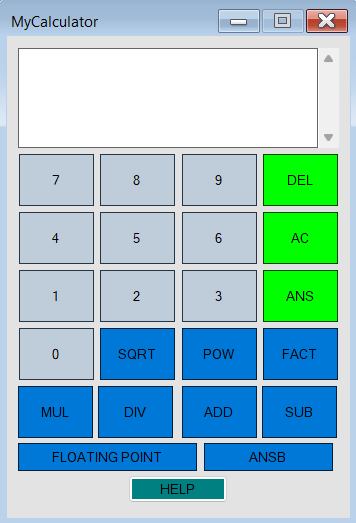 MyCalculator
7 8 9 DEL
4 5 6 AC
1 2 3 ANS
0 SQRT POW FACT
MUL DIV ADD SUB
FLOATING POINT ANSB
HELP